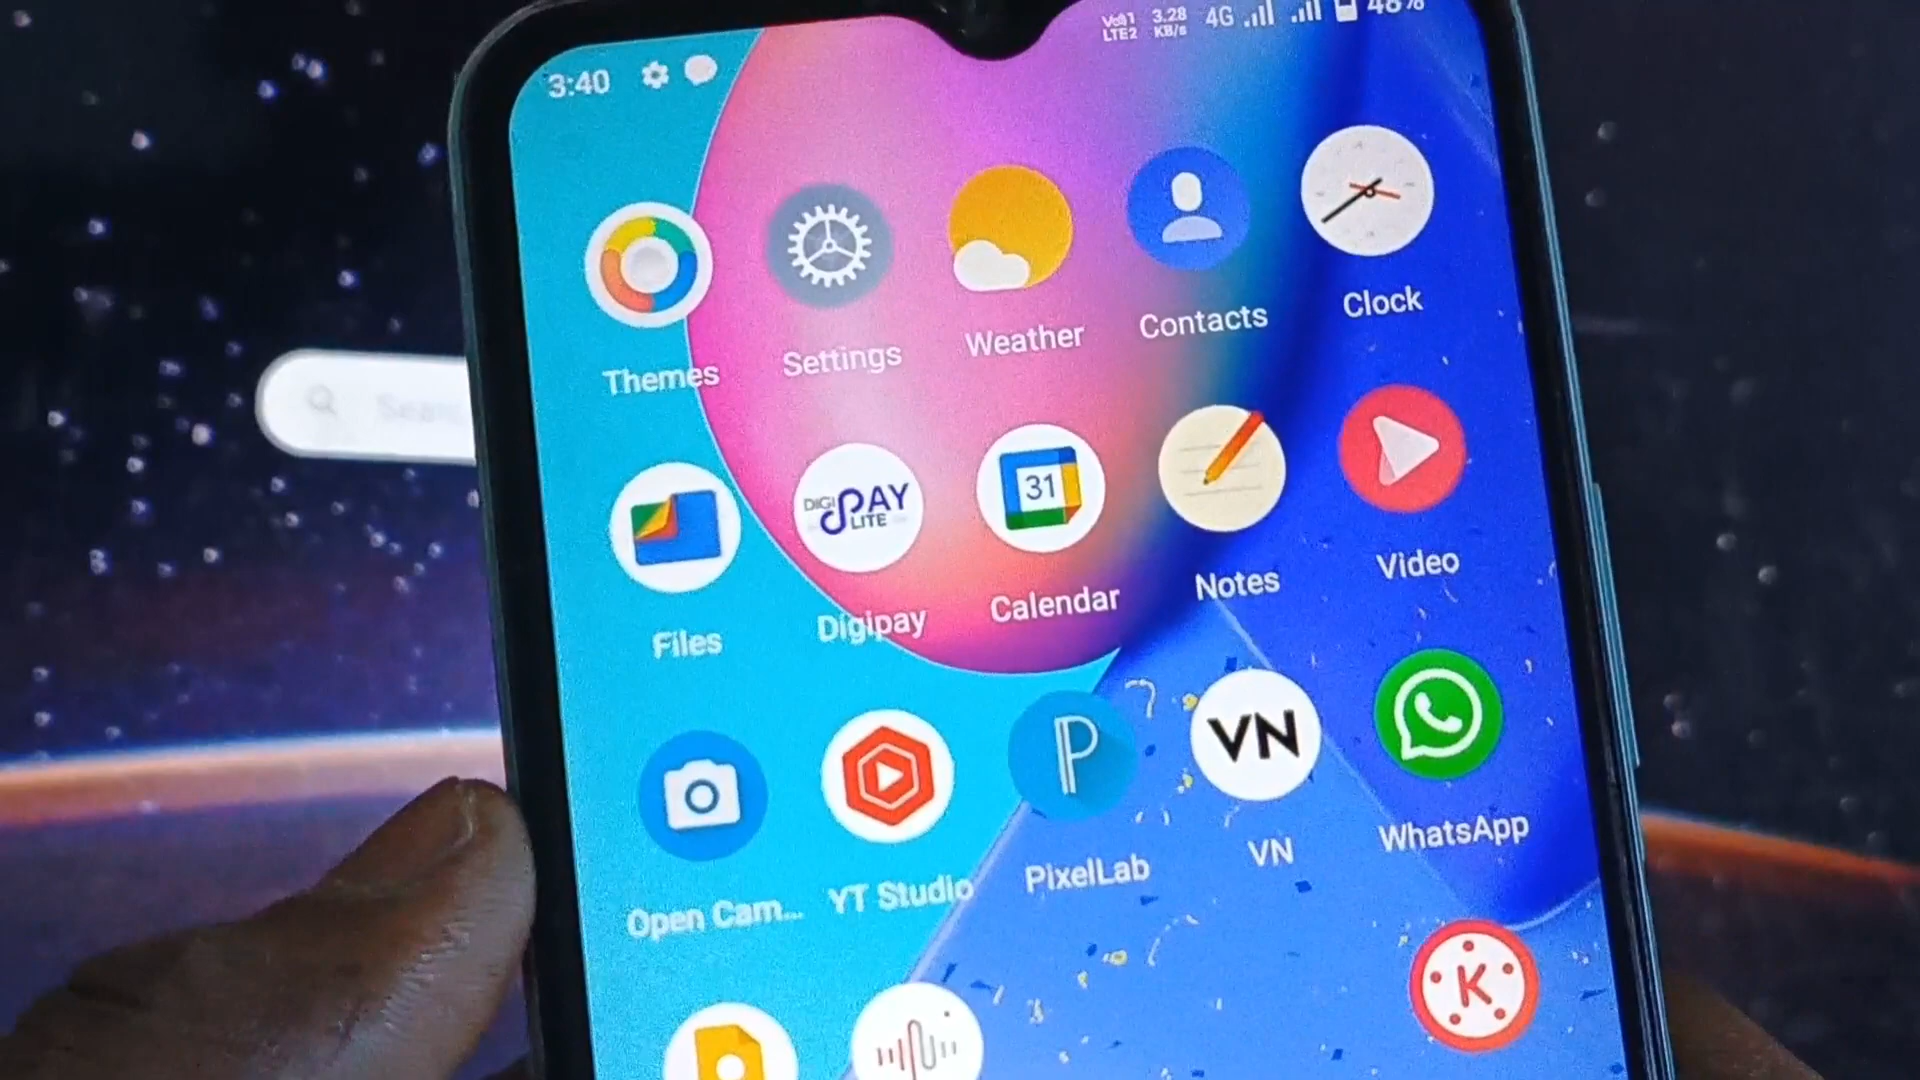 3:40
Vo) 1
LTE2
3.28
KB/s
4G
48%
Themes
Settings
Weather
Contacts
Clock
DIGI PAY
LITE
31
Files
Digipay
Calendar
Notes
Video
P
VN
Open Cam...
YT Studio
PixelLab
VN
WhatsApp
K